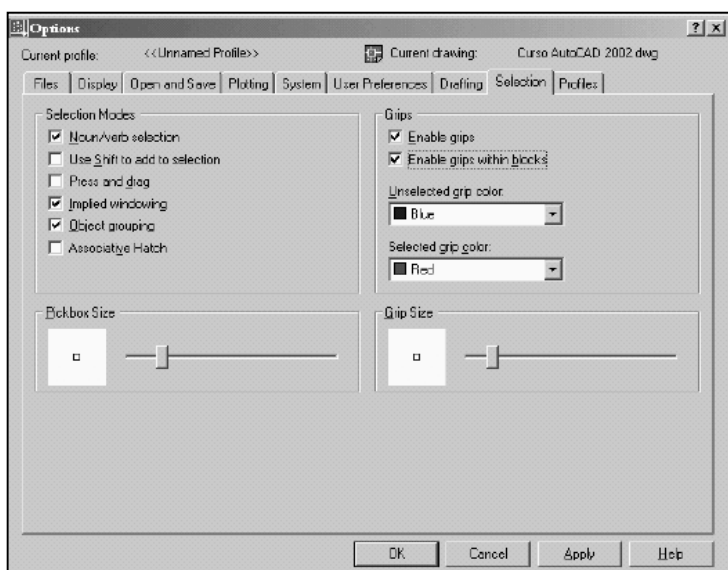 Options
Current profile: <<Unnamed Profile>> Current drawing: Curso AutoCAD 2002.dwg
Files Display Open and Save Plotting System User Preferences Drafting Selection Profiles
Selection Modes
Noun/verb selection
Use Shift to add to selection
Press and drag
Implied windowing
Object grouping
Associative Hatch
Grips
Enable grips
Enable grips within blocks
Unselected grip color:
Blue
Selected grip color:
Red
Pickbox Size
Grip Size
OK Cancel Apply Help